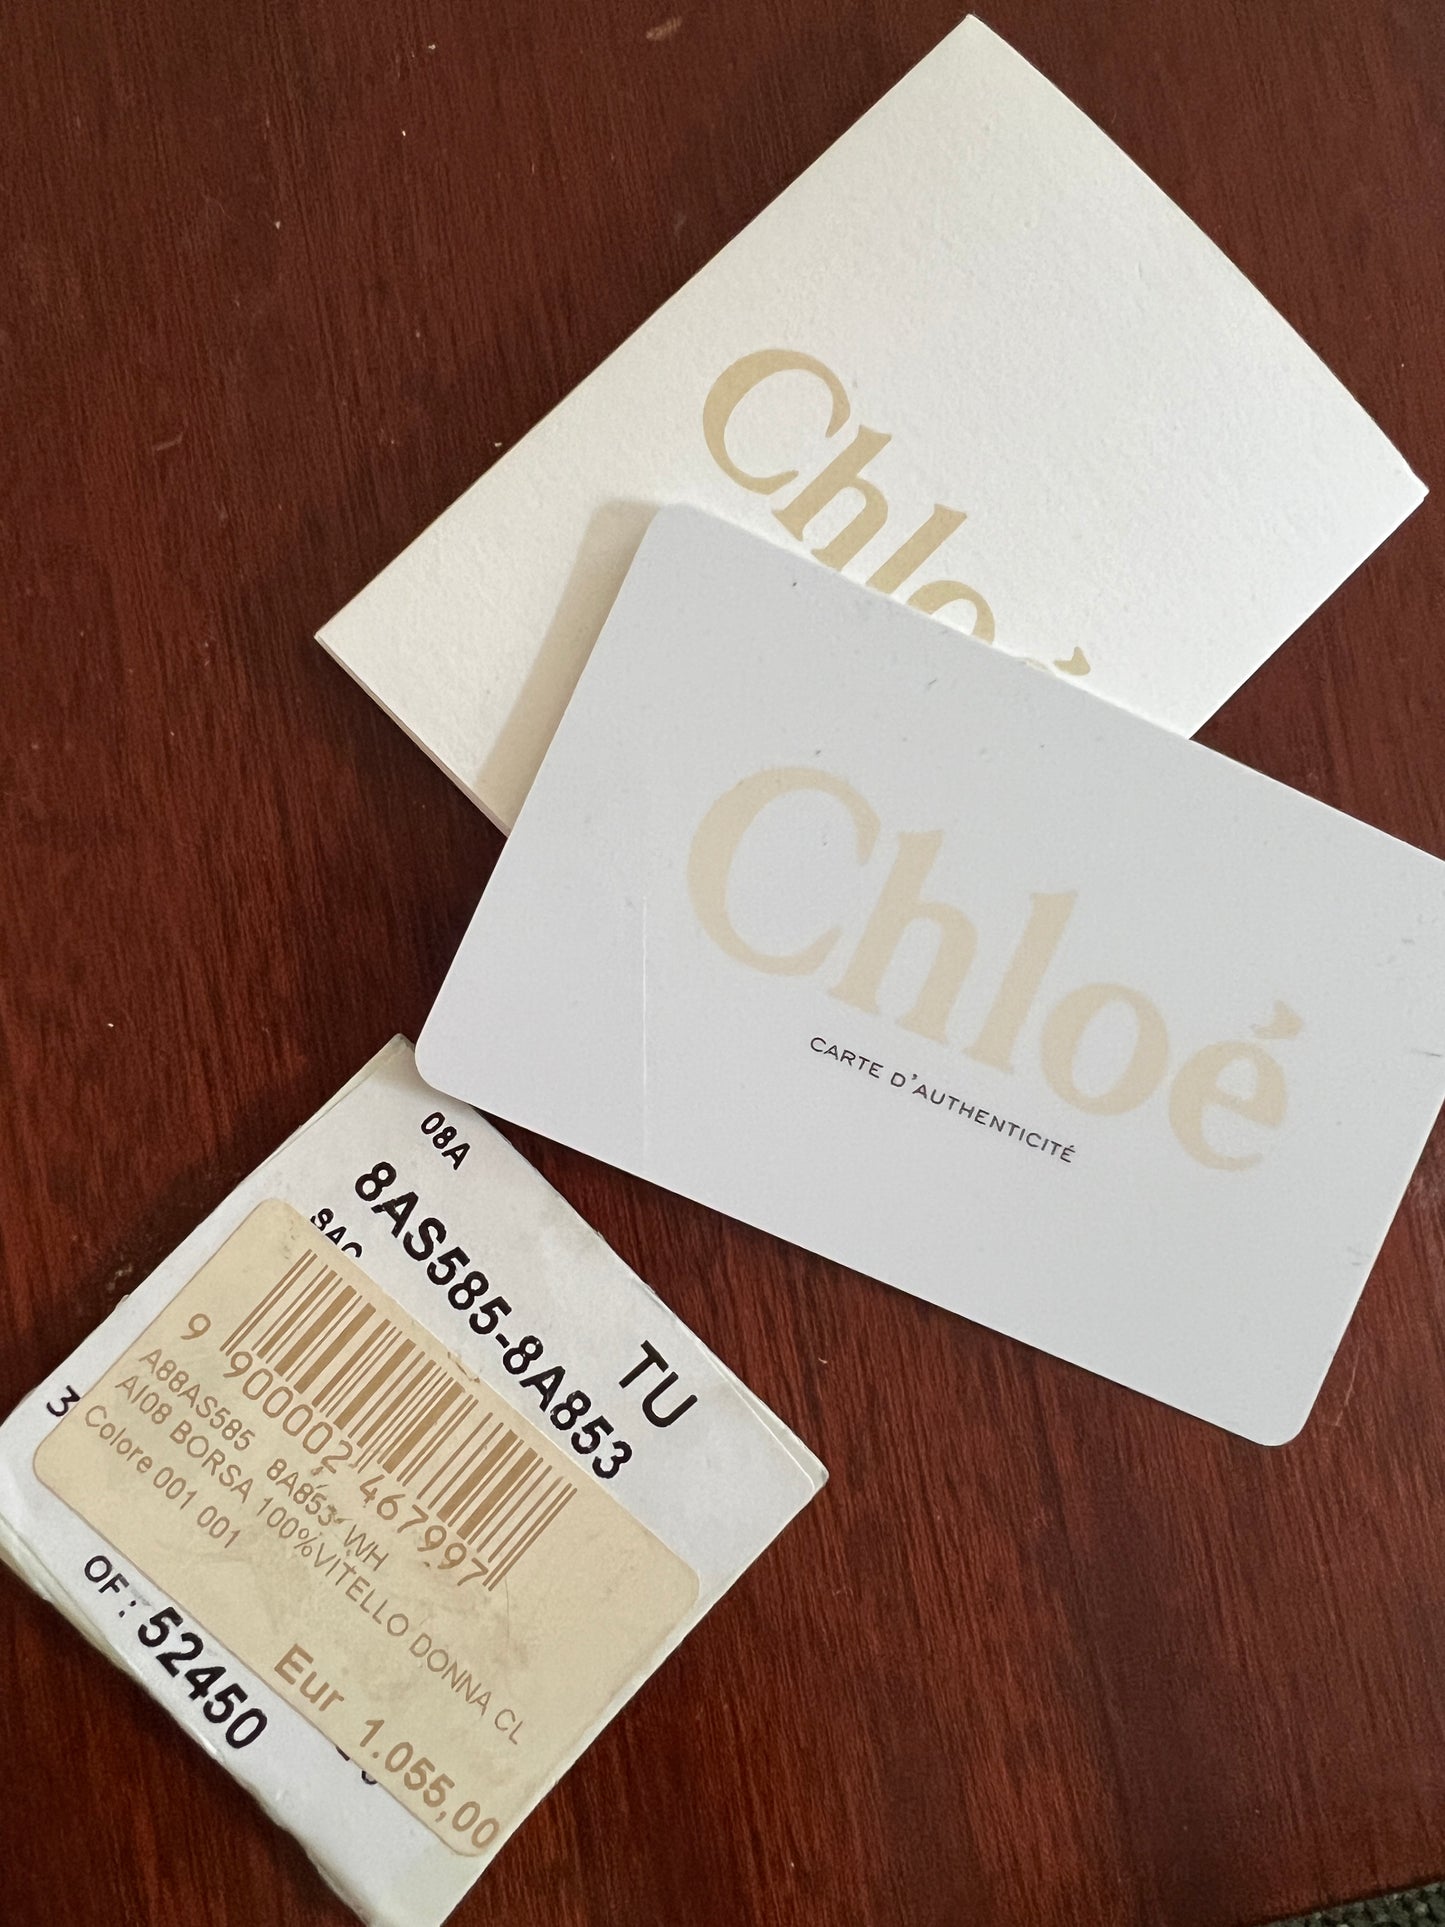 Chloé
Chloé
CARTE D'AUTHENTICITÉ
08A
TU
8AS585-8A853
9 900002 467997
A88AS585 8A853 WH
AI08 BORSA 100%VITELLO DONNA CL
Colore 001 001
Eur 1.055,00
3
OF: 52450